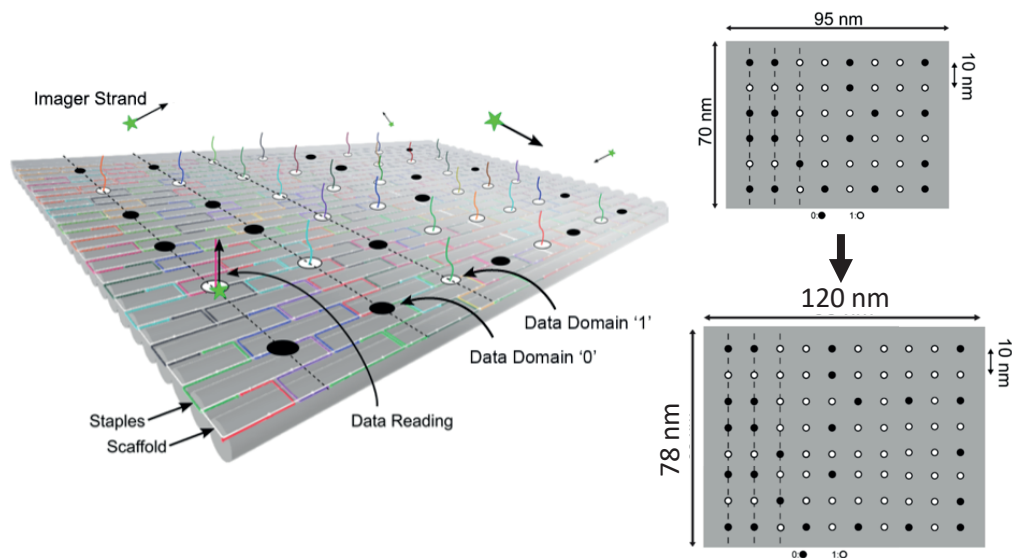 Imager Strand
Data Domain '1'
Data Domain '0'
Data Reading
Staples
Scaffold
95 nm
70 nm
10 nm
0:
1:
120 nm
78 nm
10 nm
0:
1: